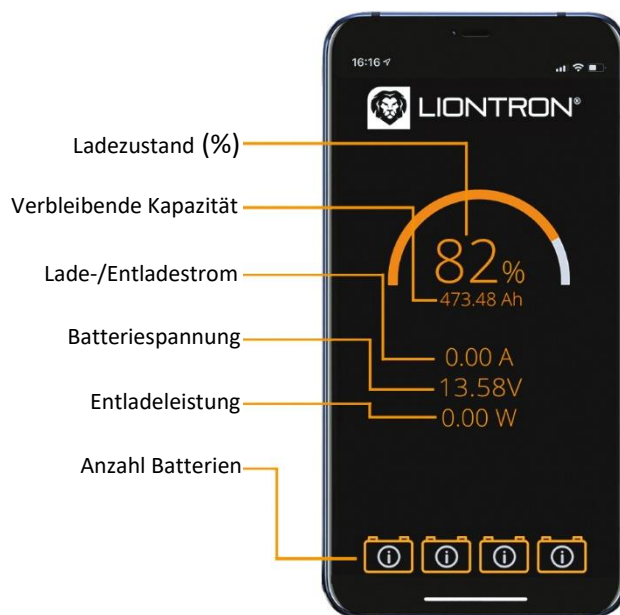 16:16
LIONTRON®
Ladezustand (%)
Verbleibende Kapazität
82%
Lade-/Entladestrom
473.48 Ah
Batteriespannung
0.00 A
13.58V
Entladeleistung
0.00 W
Anzahl Batterien